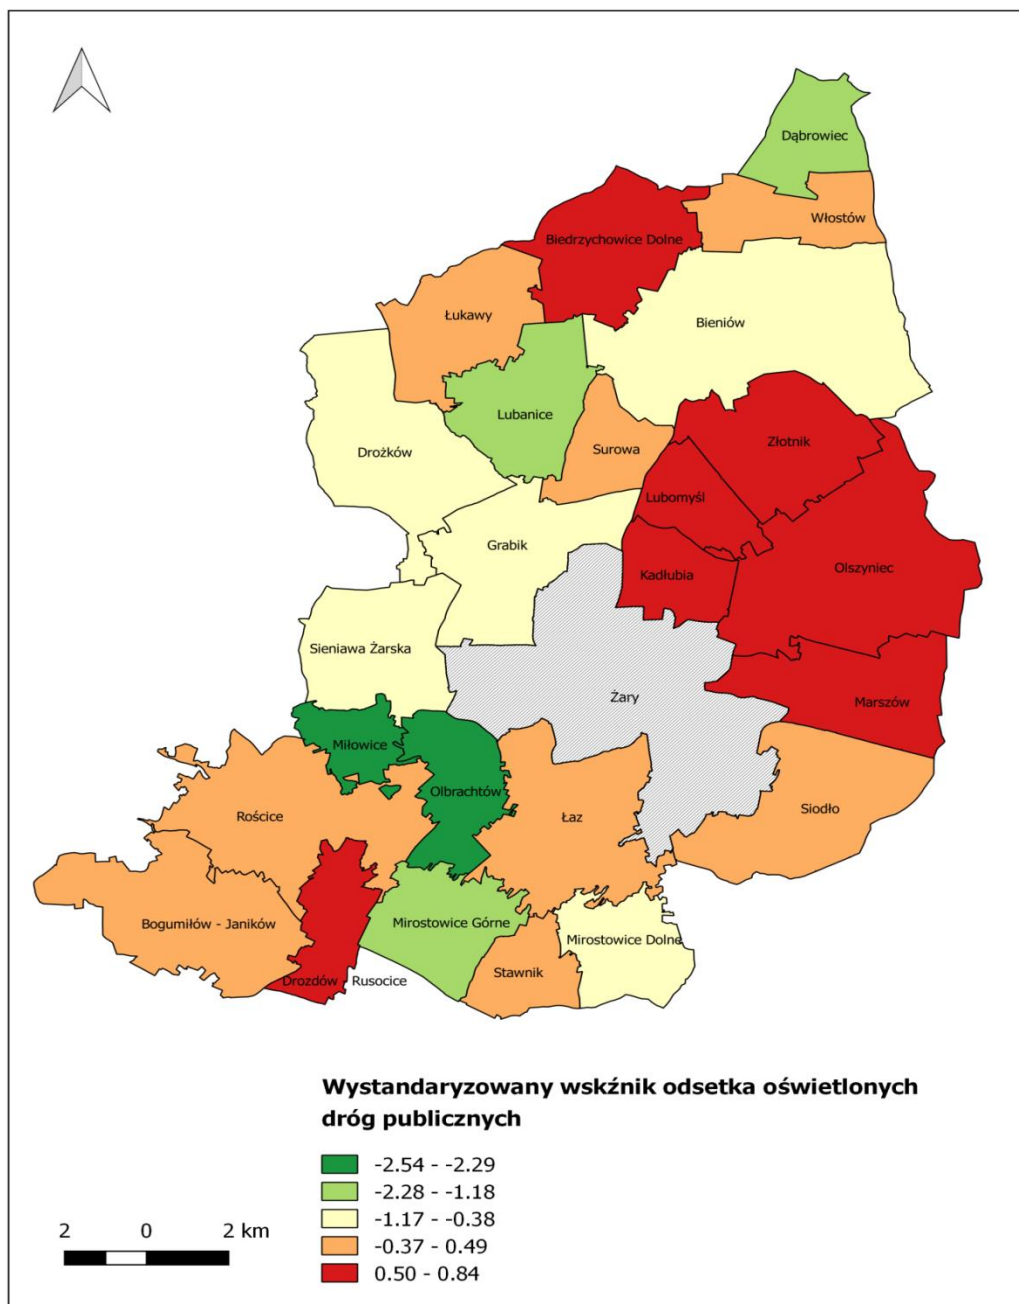 Dąbrowiec
Włostów
Biedrzychowice Dolne
Łukawy
Bieniów
Lubanice
Złotnik
Surowa
Drożków
Lubomyśl
Grabik
Olszyniec
Kadłubia
Sieniawa Żarska
Żary
Marszów
Miłowice
Olbrachtów
Siodło
Rościce
Łaz
Bogumiłów - Janików
Mirostowice Górne
Mirostowice Dolne
Stawnik
Drozdów
Rusocice
Wystandaryzowany wskźnik odsetka oświetlonych
dróg publicznych
-2.54 - -2.29
-2.28 - -1.18
-1.17 - -0.38
-0.37 - 0.49
0.50 - 0.84
2 0 2 km